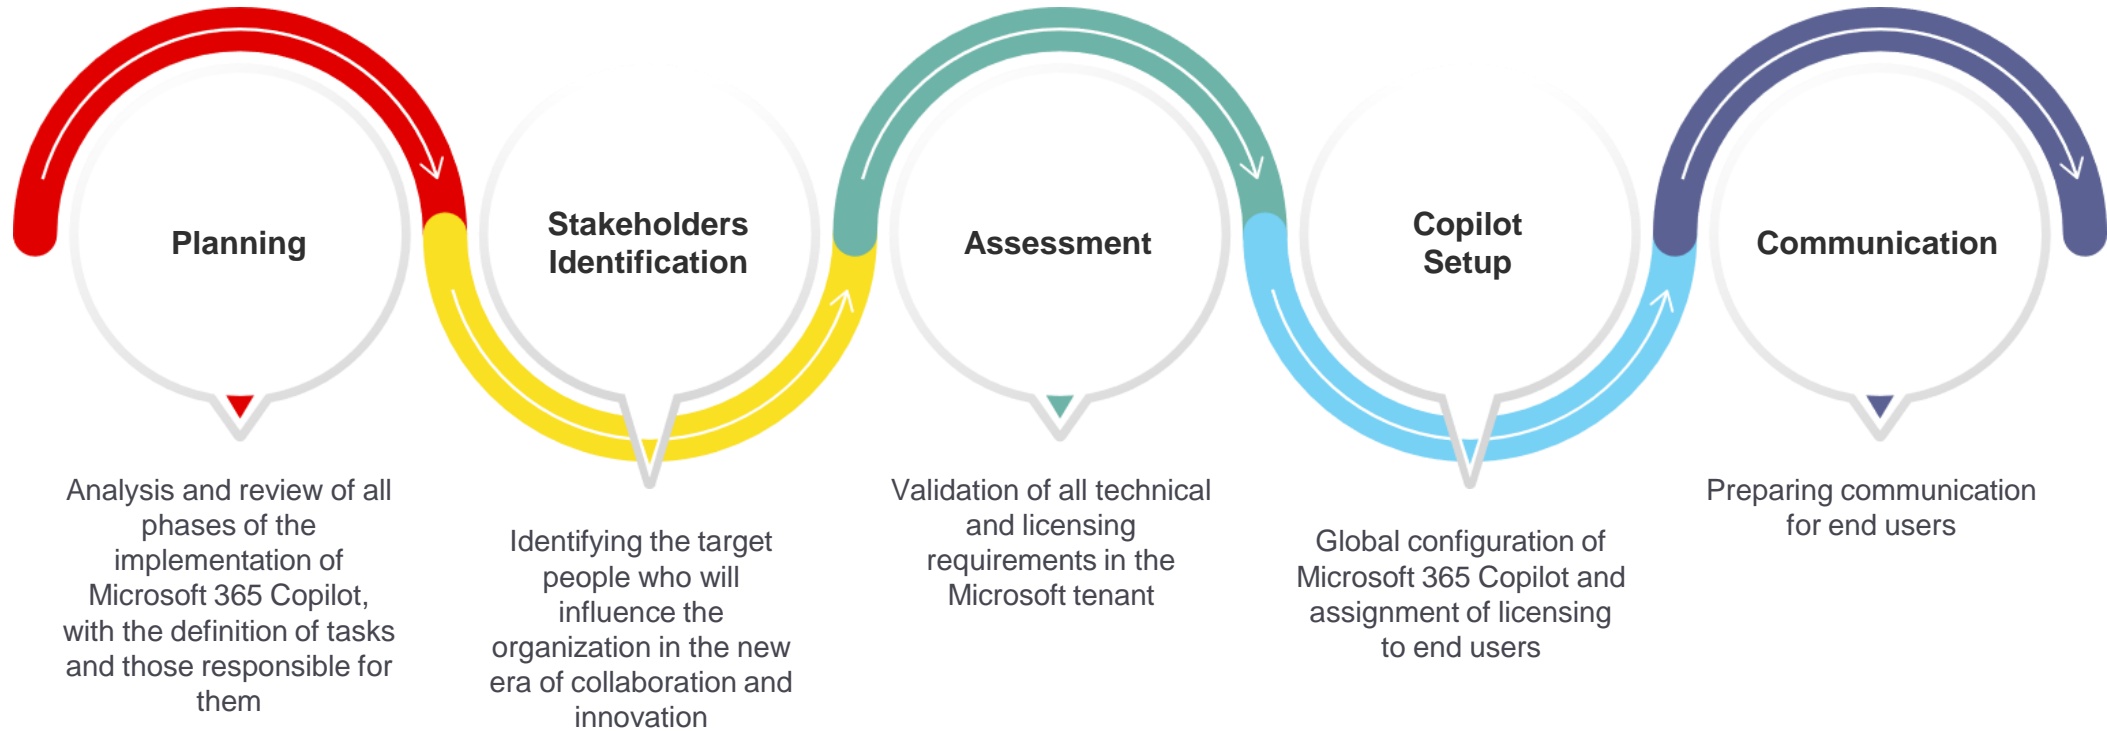 Planning
Analysis and review of all
phases of the
implementation of
Microsoft 365 Copilot,
with the definition of tasks
and those responsible for
them
Stakeholders
Identification
Identifying the target
people who will
influence the
organization in the new
era of collaboration and
innovation
Assessment
Validation of all technical
and licensing
requirements in the
Microsoft tenant
Copilot
Setup
Global configuration of
Microsoft 365 Copilot and
assignment of licensing
to end users
Communication
Preparing communication
for end users